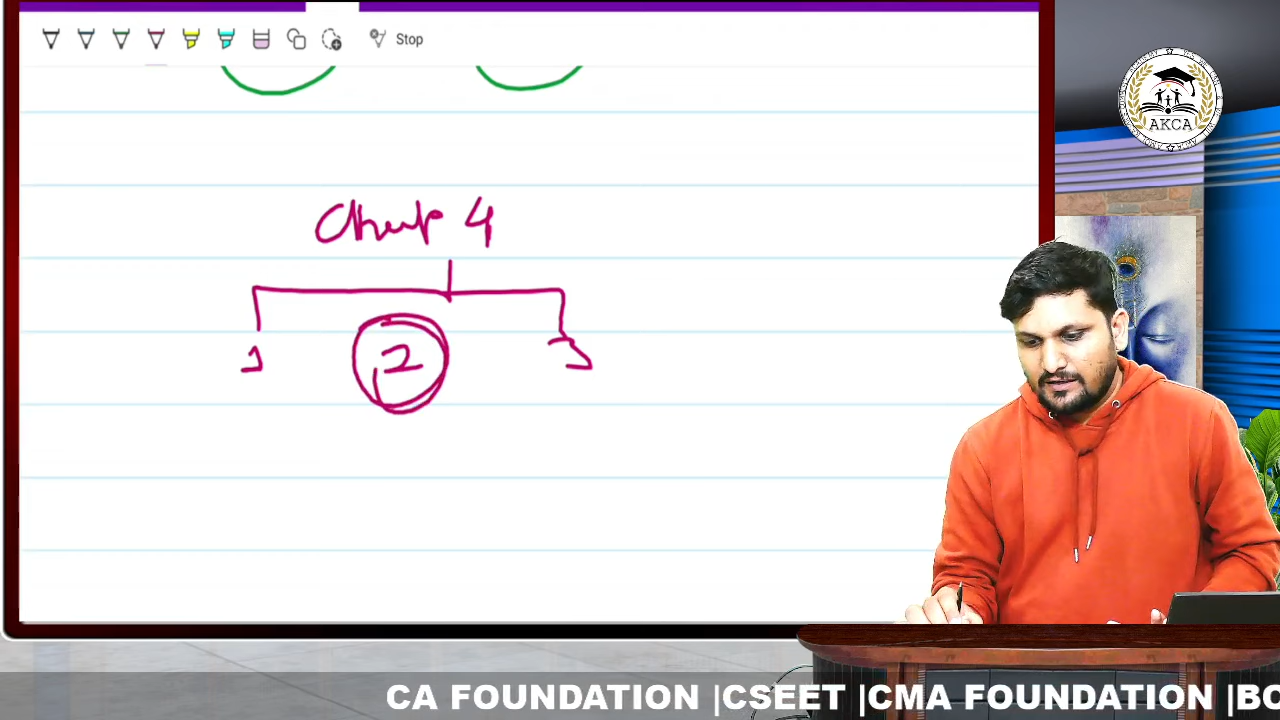 Stop
Chap 4
1 2 3
AKCA
CA FOUNDATION |CSEET |CMA FOUNDATION |BC